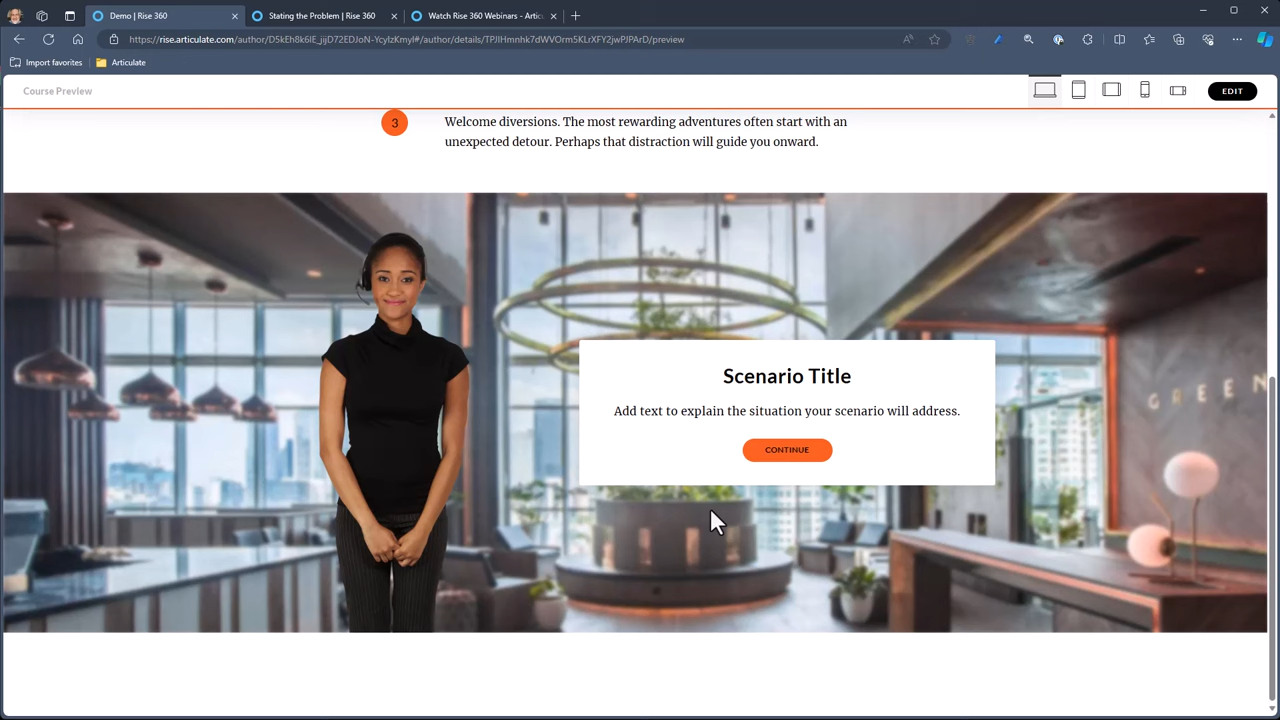 Demo | Rise 360
Stating the Problem | Rise 360
Watch Rise 360 Webinars - Artic
https://rise.articulate.com/author/D5kEh8k6lE_jijD72EDJoN-YcyIzKmyI#/author/details/TPJIHmnhk7dWVOrm5KLrXFY2jwPJPArD/preview
Import favorites
Articulate
Course Preview
EDIT
3
Welcome diversions. The most rewarding adventures often start with an
unexpected detour. Perhaps that distraction will guide you onward.
Scenario Title
Add text to explain the situation your scenario will address.
CONTINUE
GREEN